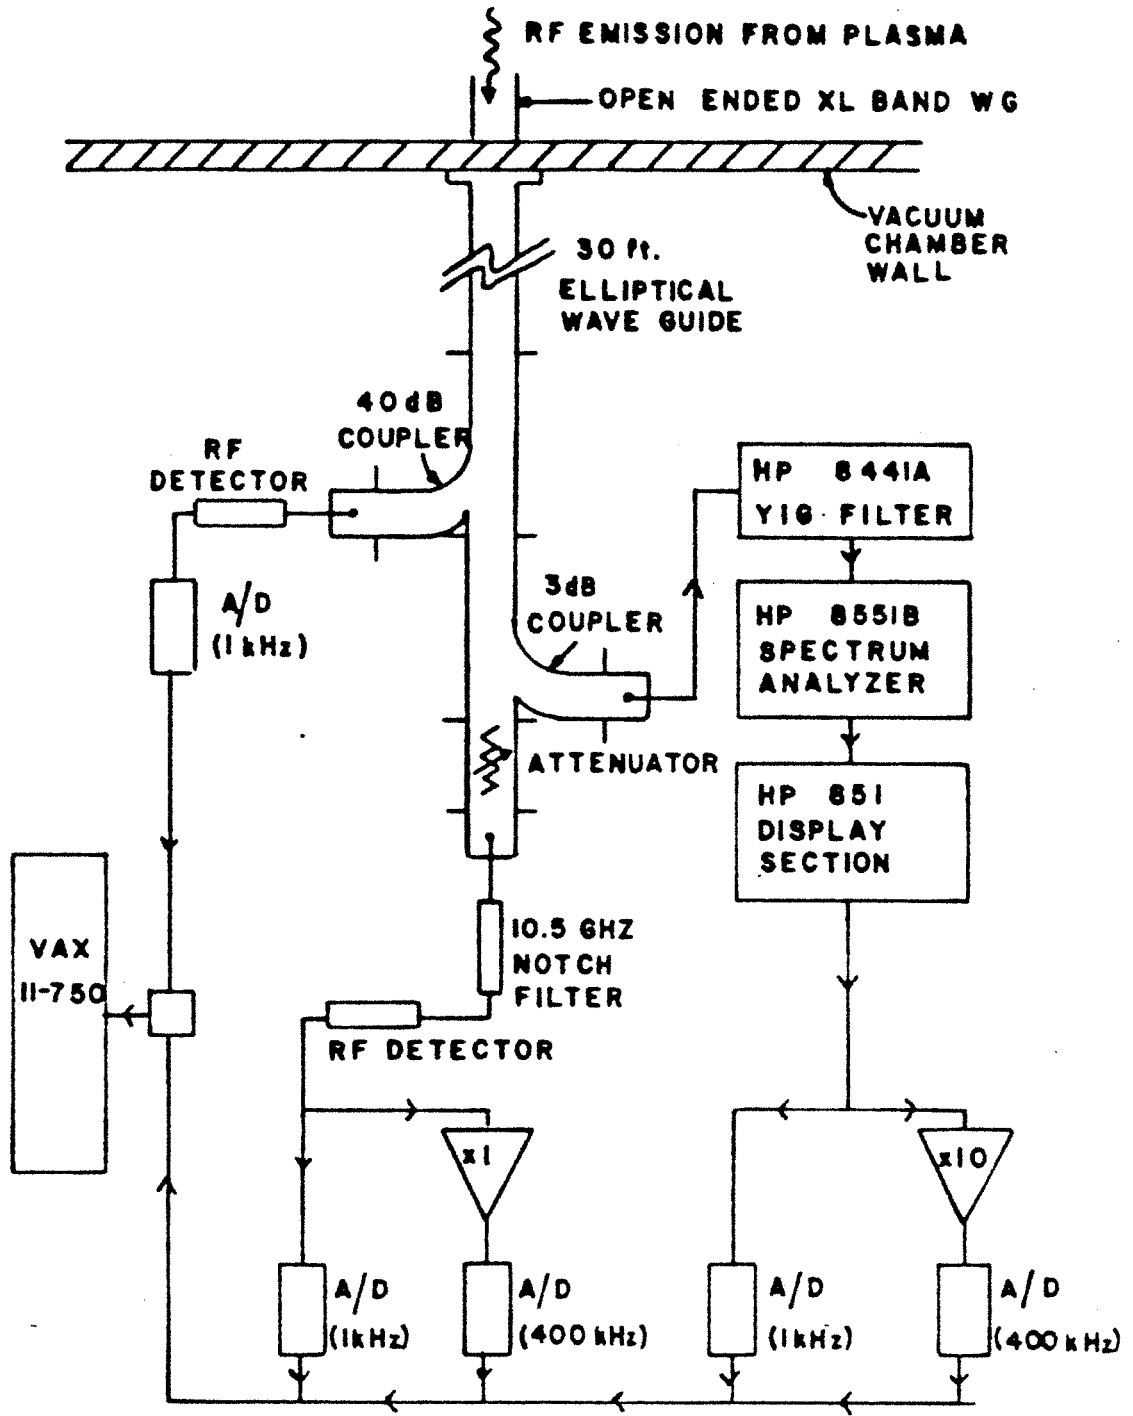 RF EMISSION FROM PLASMA
OPEN ENDED XL BAND WG
VACUUM
CHAMBER
WALL
30 ft.
ELLIPTICAL
WAVE GUIDE
40 dB
COUPLER
RF
DETECTOR
HP 8441A
YIG FILTER
A/D
(1 kHz)
3dB
COUPLER
HP 8551B
SPECTRUM
ANALYZER
ATTENUATOR
HP 851
DISPLAY
SECTION
VAX
11-750
10.5 GHZ
NOTCH
FILTER
RF DETECTOR
x1
x10
A/D
(1kHz)
A/D
(400 kHz)
A/D
(1kHz)
A/D
(400 kHz)